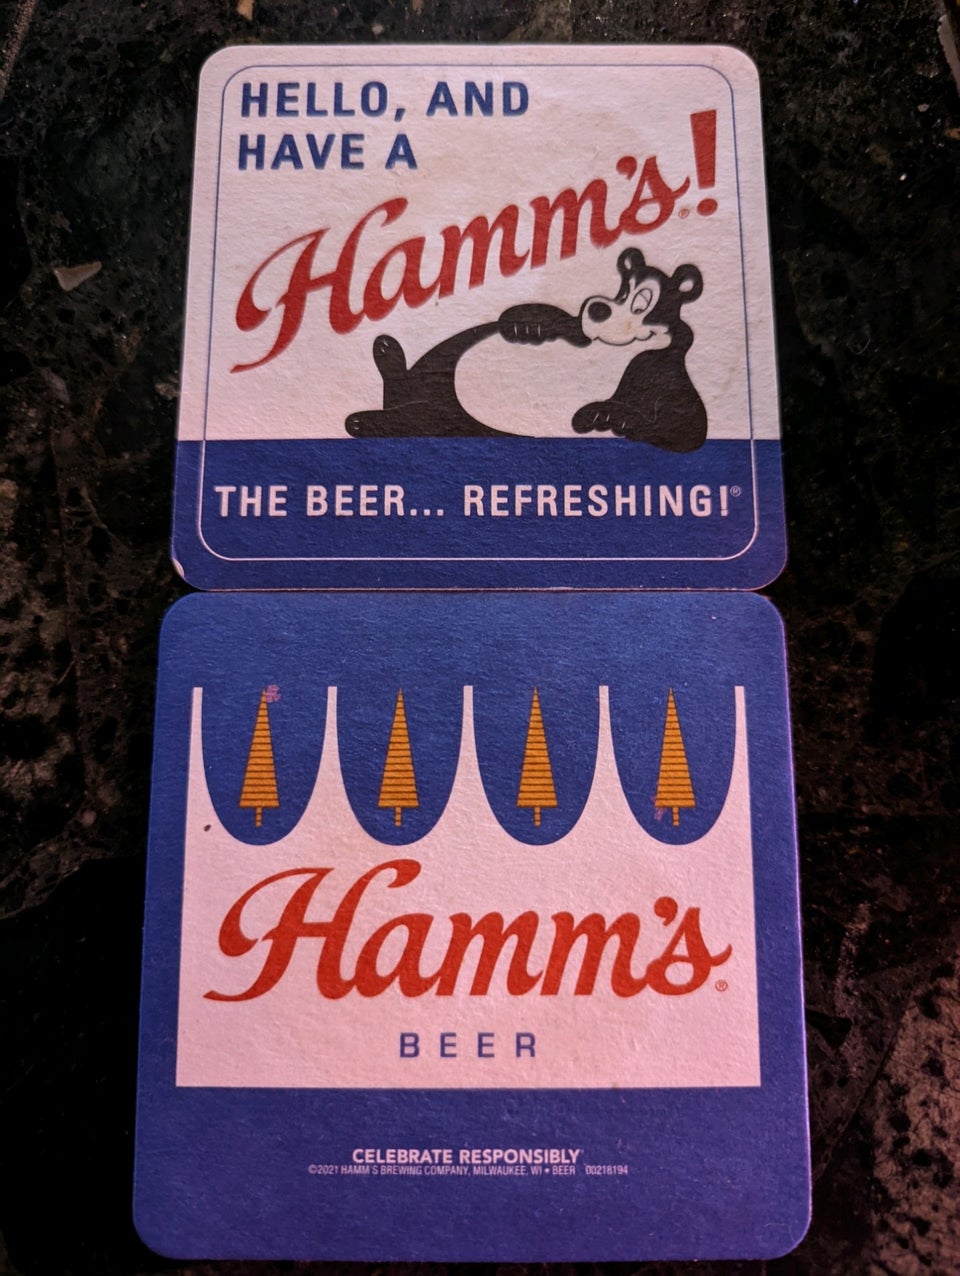 HELLO, AND
HAVE A
Hamm's!®
THE BEER... REFRESHING!®
Hamm's®
BEER
CELEBRATE RESPONSIBLY
©2021 HAMM'S BREWING COMPANY, MILWAUKEE, WI • BEER 00218194